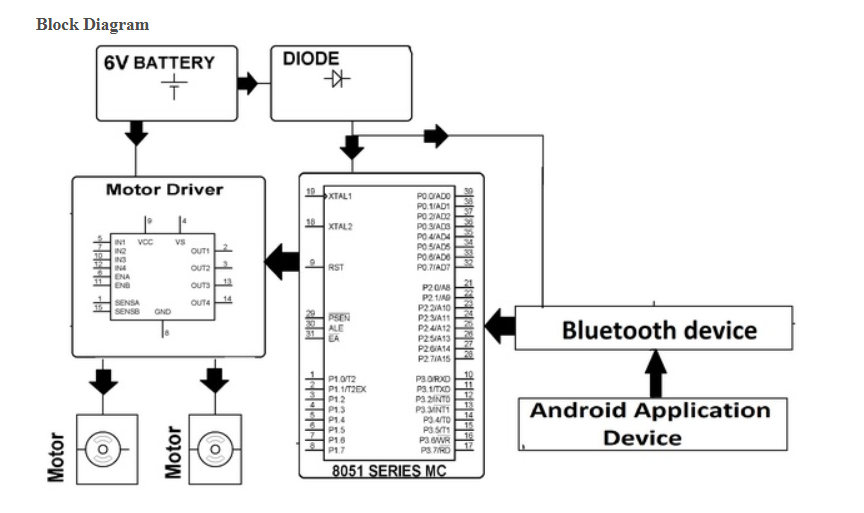 Block Diagram
6V BATTERY
DIODE
Motor Driver
9
4
VCC
VS
5
IN1
7
IN2
10
IN3
12
IN4
6
ENA
11
ENB
1
SENSA
15
SENSB
GND
8
OUT1
2
OUT2
3
OUT3
13
OUT4
14
19
XTAL1
18
XTAL2
9
RST
29
PSEN
30
ALE
31
EA
1
P1.0/T2
2
P1.1/T2EX
3
P1.2
4
P1.3
5
P1.4
6
P1.5
7
P1.6
8
P1.7
P0.0/AD0
39
P0.1/AD1
38
P0.2/AD2
37
P0.3/AD3
36
P0.4/AD4
35
P0.5/AD5
34
P0.6/AD6
33
P0.7/AD7
32
P2.0/A8
21
P2.1/A9
22
P2.2/A10
23
P2.3/A11
24
P2.4/A12
25
P2.5/A13
26
P2.6/A14
27
P2.7/A15
28
P3.0/RXD
10
P3.1/TXD
11
P3.2/INT0
12
P3.3/INT1
13
P3.4/T0
14
P3.5/T1
15
P3.6/WR
16
P3.7/RD
17
8051 SERIES MC
Bluetooth device
Android Application
Device
Motor
Motor